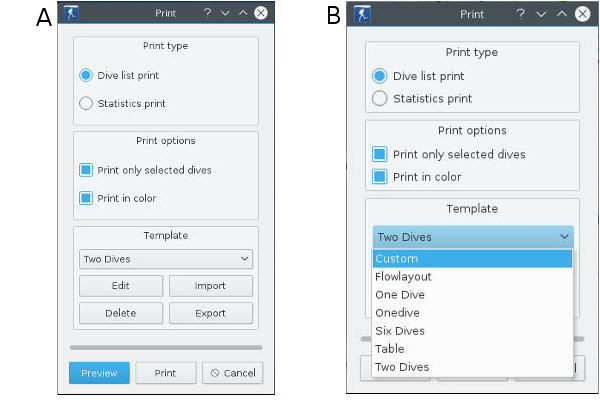 A
Print
Print type
Dive list print
Statistics print
Print options
Print only selected dives
Print in color
Template
Two Dives
Edit
Import
Delete
Export
Preview
Print
Cancel
B
Print
Print type
Dive list print
Statistics print
Print options
Print only selected dives
Print in color
Template
Two Dives
Custom
Flowlayout
One Dive
Onedive
Six Dives
Table
Two Dives